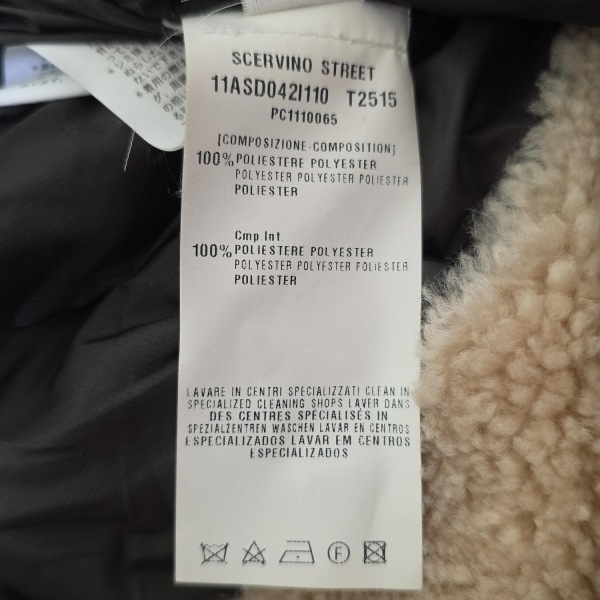 SCERVINO STREET
11ASD042I110 T2515
PC1110065
[COMPOSIZIONE-COMPOSITION]
100% POLIESTERE POLYESTER
POLYESTER POLYESTER POLIESTER
POLIESTER
Cmp.Int
100% POLIESTERE POLYESTER
POLYESTER POLYESTER POLIESTER
POLIESTER
LAVARE IN CENTRI SPECIALIZZATI CLEAN IN
SPECIALIZED CLEANING SHOPS LAVER DANS
DES CENTRES SPÉCIALISÉS IN
SPEZIALZENTREN WASCHEN LAVAR EN CENTROS
ESPECIALIZADOS LAVAR EM CENTROS
ESPECIALIZADOS
F